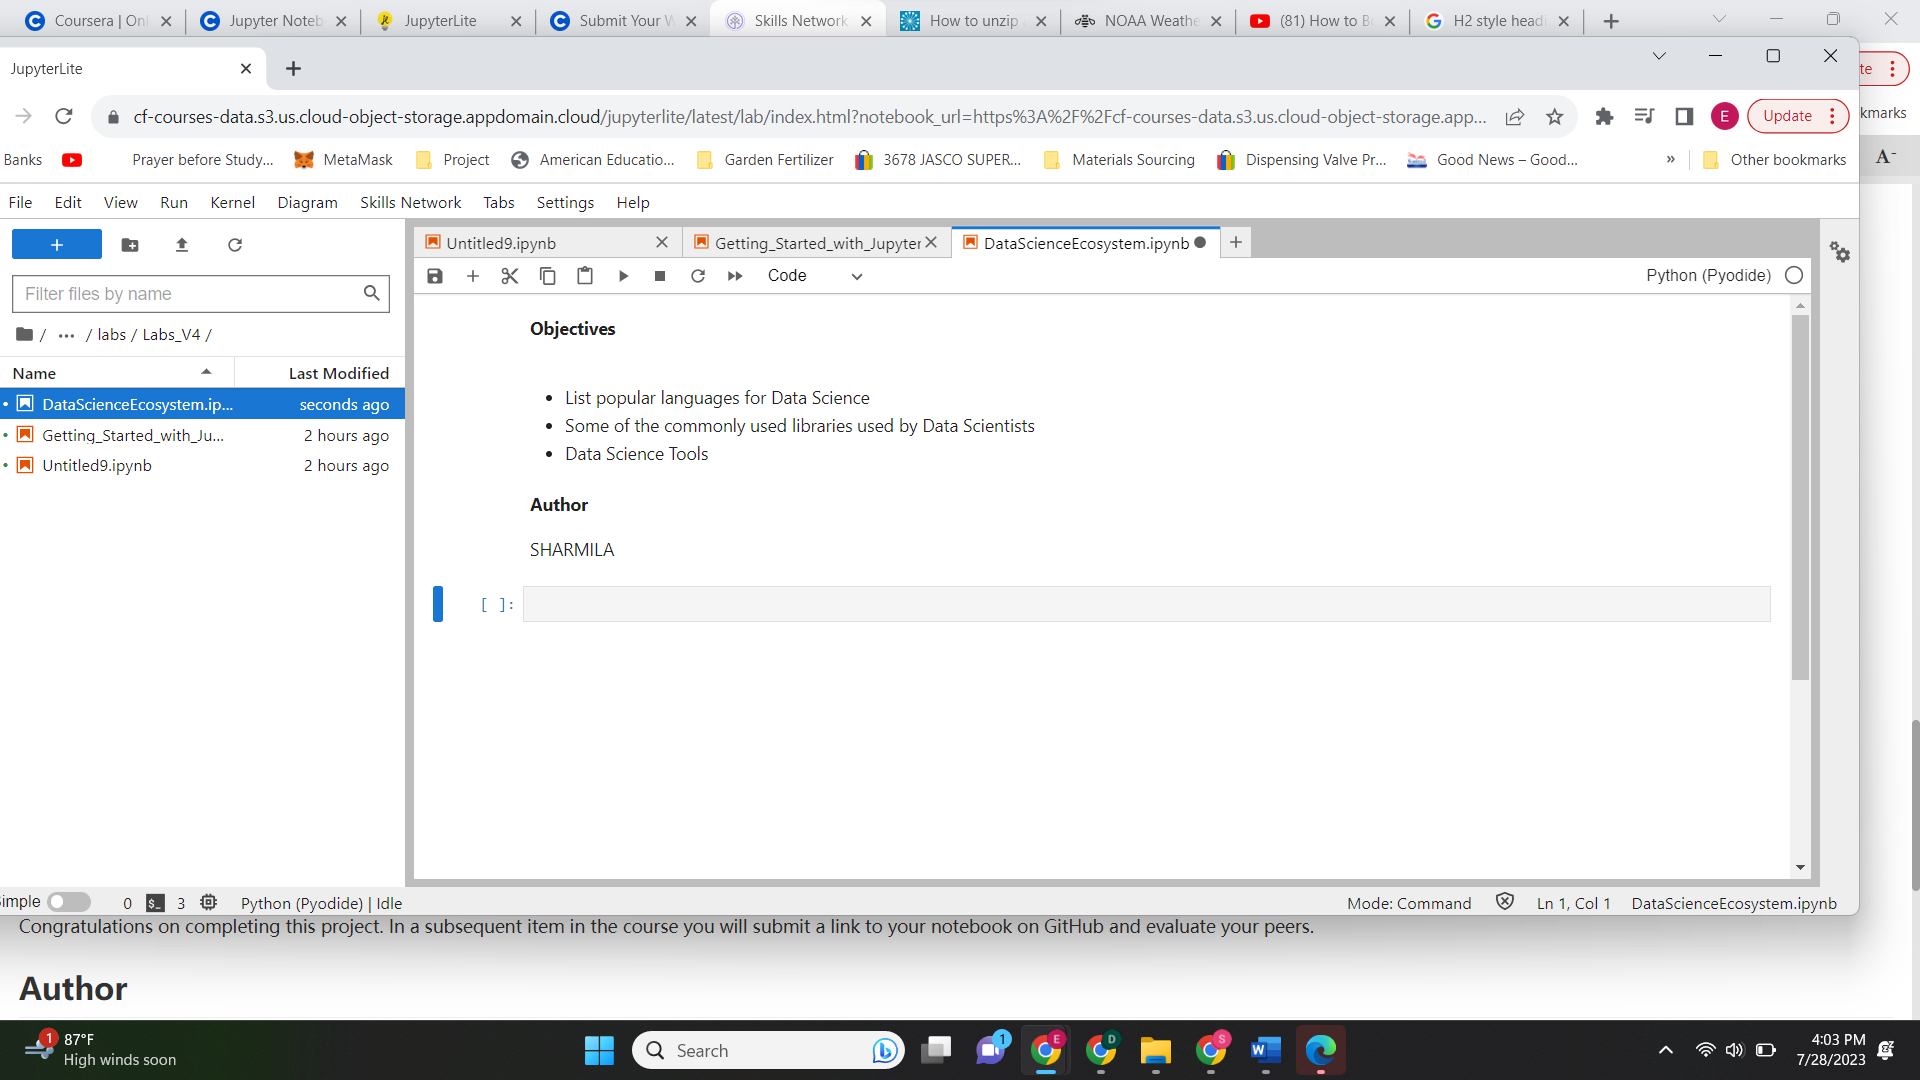 Coursera | Onl
Jupyter Noteb
JupyterLite
Submit Your W
Skills Network
How to unzip
NOAA Weathe
(81) How to B
H2 style headi
JupyterLite
te
cf-courses-data.s3.us.cloud-object-storage.appdomain.cloud/jupyterlite/latest/lab/index.html?notebook_url=https%3A%2F%2Fcf-courses-data.s3.us.cloud-object-storage.app...
E
Update
kmarks
Banks
Prayer before Study...
MetaMask
Project
American Educatio...
Garden Fertilizer
3678 JASCO SUPER...
Materials Sourcing
Dispensing Valve Pr...
Good News – Good...
»
Other bookmarks
A-
File Edit View Run Kernel Diagram Skills Network Tabs Settings Help
Untitled9.ipynb
Getting_Started_with_Jupyter
DataScienceEcosystem.ipynb
Code
Python (Pyodide)
Filter files by name
/ ... / labs / Labs_V4 /
Name
Last Modified
DataScienceEcosystem.ip...
seconds ago
Getting_Started_with_Ju...
2 hours ago
Untitled9.ipynb
2 hours ago
Objectives
• List popular languages for Data Science
• Some of the commonly used libraries used by Data Scientists
• Data Science Tools
Author
SHARMILA
[ ]:
imple
0
$_
3
Python (Pyodide) | Idle
Mode: Command
Ln 1, Col 1
DataScienceEcosystem.ipynb
Congratulations on completing this project. In a subsequent item in the course you will submit a link to your notebook on GitHub and evaluate your peers.
Author
1
87°F
High winds soon
Search
1
E
D
S
W
4:03 PM
7/28/2023